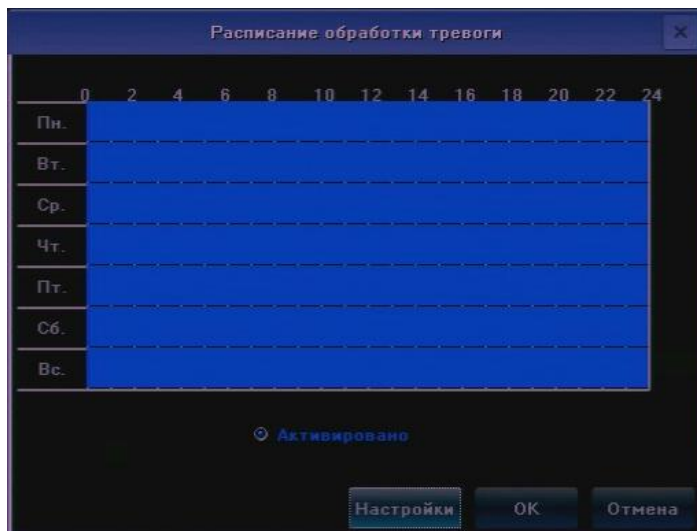 Расписание обработки тревоги
0 2 4 6 8 10 12 14 16 18 20 22 24
Пн.
Вт.
Ср.
Чт.
Пт.
Сб.
Вс.
Активировано
Настройки OK Отмена